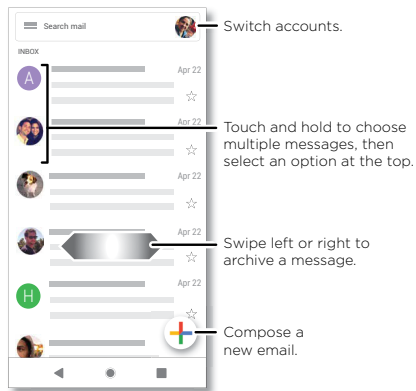 Search mail
Switch accounts.
INBOX
A
Apr 22
Apr 22
Touch and hold to choose
multiple messages, then
select an option at the top.
Apr 22
Apr 22
Swipe left or right to
archive a message.
H
Apr 22
Compose a
new email.